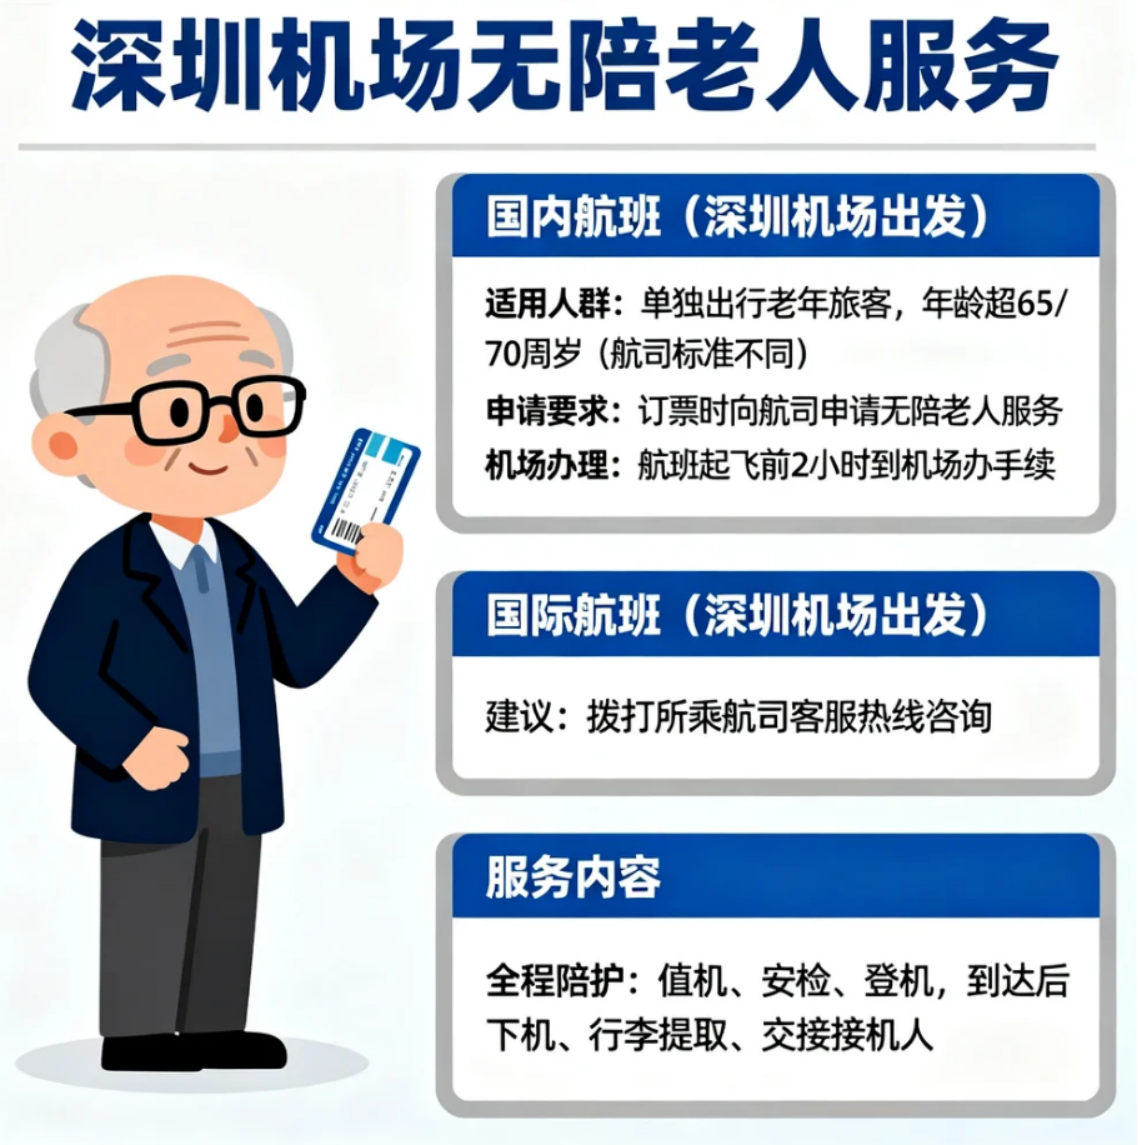 深圳机场无陪老人服务
国内航班（深圳机场出发）
适用人群：单独出行老年旅客，年龄超65/
70周岁（航司标准不同）
申请要求：订票时向航司申请无陪老人服务
机场办理：航班起飞前2小时到机场办手续
国际航班（深圳机场出发）
建议：拨打所乘航司客服热线咨询
服务内容
全程陪护：值机、安检、登机，到达后
下机、行李提取、交接接机人